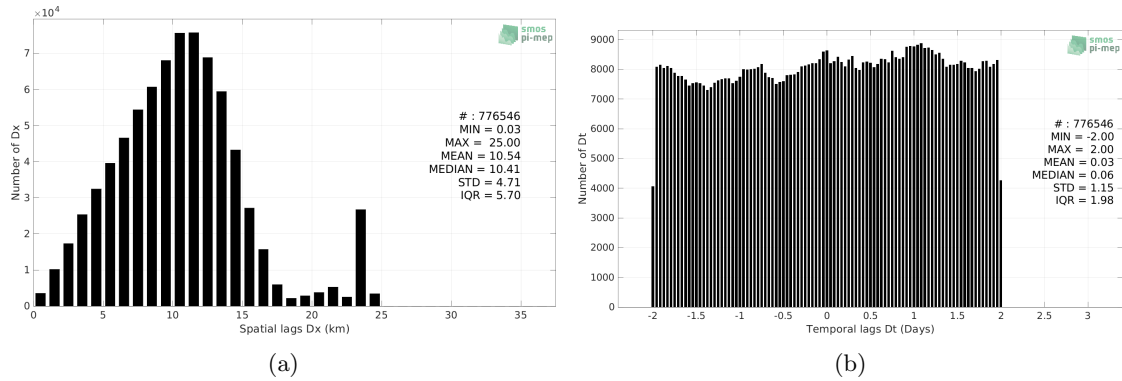 ×10⁴
7
6
5
4
3
2
1
0
Number of Dx
smos
pi-mep
# : 776546
MIN = 0.03
MAX = 25.00
MEAN = 10.54
MEDIAN = 10.41
STD = 4.71
IQR = 5.70
0 5 10 15 20 25 30 35
Spatial lags Dx (km)
(a)
9000
8000
7000
6000
5000
4000
3000
2000
1000
0
Number of Dt
smos
pi-mep
# : 776546
MIN = -2.00
MAX = 2.00
MEAN = 0.03
MEDIAN = 0.06
STD = 1.15
IQR = 1.98
-2 -1.5 -1 -0.5 0 0.5 1 1.5 2 2.5 3
Temporal lags Dt (Days)
(b)